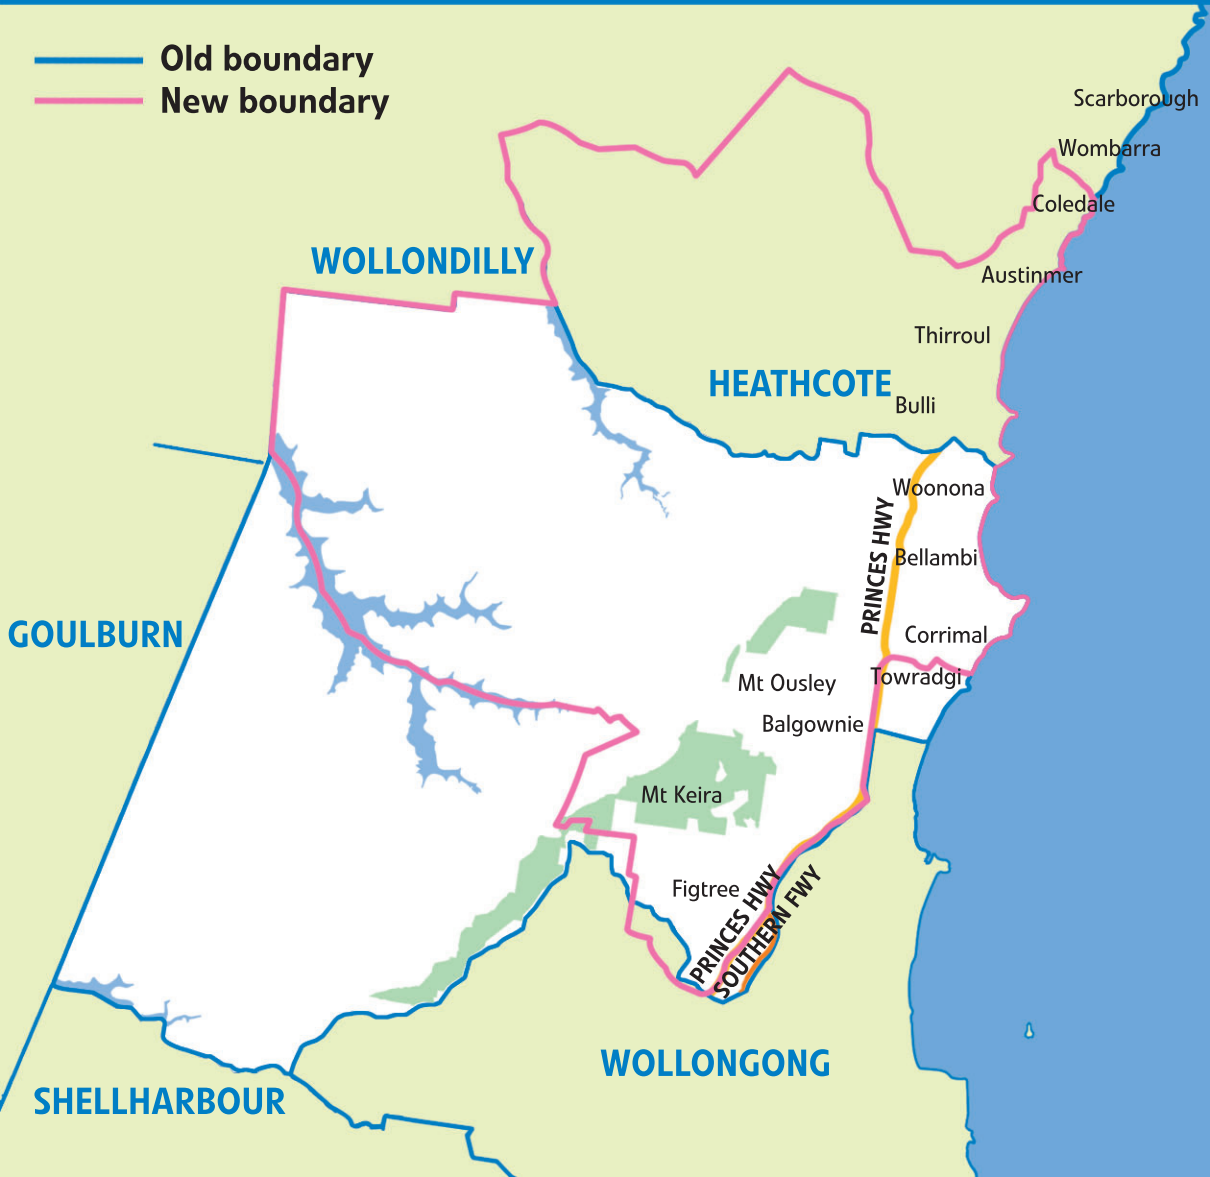 Old boundary
New boundary
Scarborough
Wombarra
Coledale
WOLLONDILLY
Austinmer
Thirroul
HEATHCOTE
Bulli
Woonona
PRINCES HWY
Bellambi
GOULBURN
Corrimal
Towradgi
Mt Ousley
Balgownie
Mt Keira
Figtree
PRINCES HWY
SOUTHERN FWY
WOLLONGONG
SHELLHARBOUR